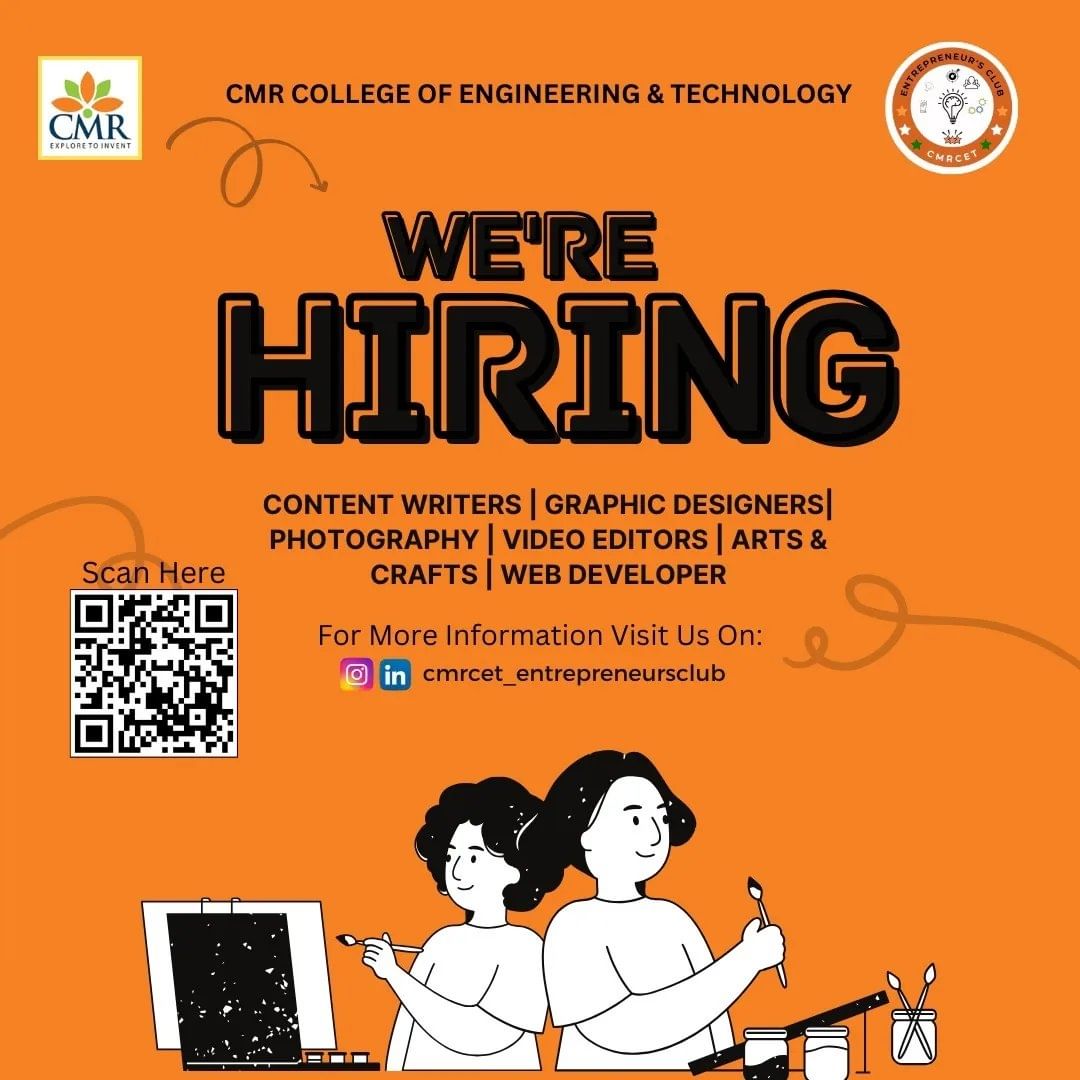 CMR
EXPLORE TO INVENT
CMR COLLEGE OF ENGINEERING & TECHNOLOGY
ENTREPRENEUR'S CLUB
CMRCET
WE'RE
HIRING
CONTENT WRITERS | GRAPHIC DESIGNERS|
PHOTOGRAPHY | VIDEO EDITORS | ARTS &
CRAFTS | WEB DEVELOPER
Scan Here
For More Information Visit Us On:
in cmrcet_entrepreneursclub